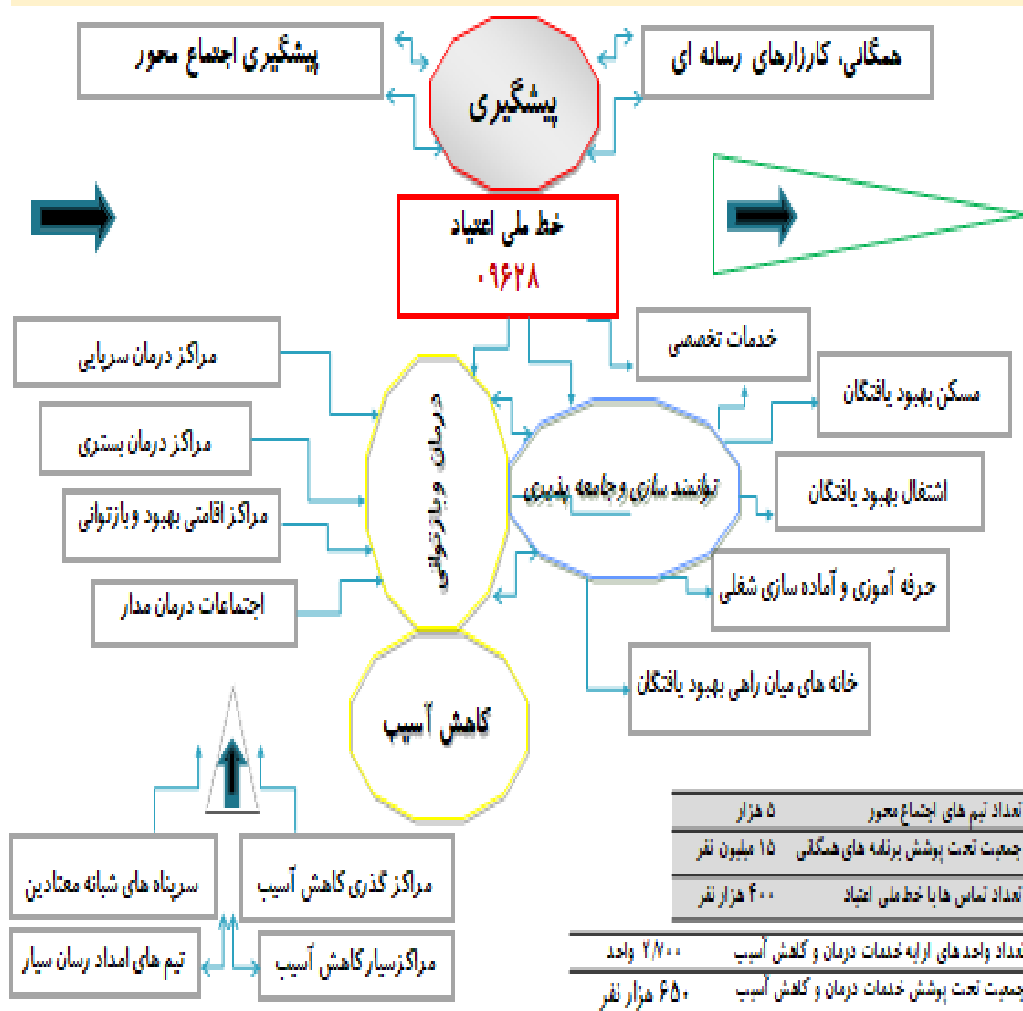 همگانی، کارزارهای رسانه ای
پیشگیری
پیشگیری اجتماع محور
خط ملی اعتیاد
۰۹۶۲۸
خدمات تخصصی
مسکن بهبود یافتگان
اشتغال بهبود یافتگان
حرفه آموزی و آماده سازی شغلی
خانه های میان راهی بهبود یافتگان
توانمند سازی و جامعه پذیری
درمان و بازتوانی
مراکز درمان سرپایی
مراکز درمان بستری
مراکز اقامتی بهبود و بازتوانی
اجتماعات درمان مدار
کاهش آسیب
مراکز گذری کاهش آسیب
سرپناه های شبانه معتادین
مراکزسیار کاهش آسیب
تیم های امداد رسان سیار
تعداد تیم های اجتماع محور ۵ هزار
جمعیت تحت پوشش برنامه های همگانی ۱۵ میلیون نفر
تعداد تماس ها با خط ملی اعتیاد ۴۰۰ هزار نفر
تعداد واحد های ارایه خدمات درمان و کاهش آسیب ۲/۷۰۰ واحد
جمعیت تحت پوشش خدمات درمان و کاهش آسیب ۶۵۰ هزار نفر